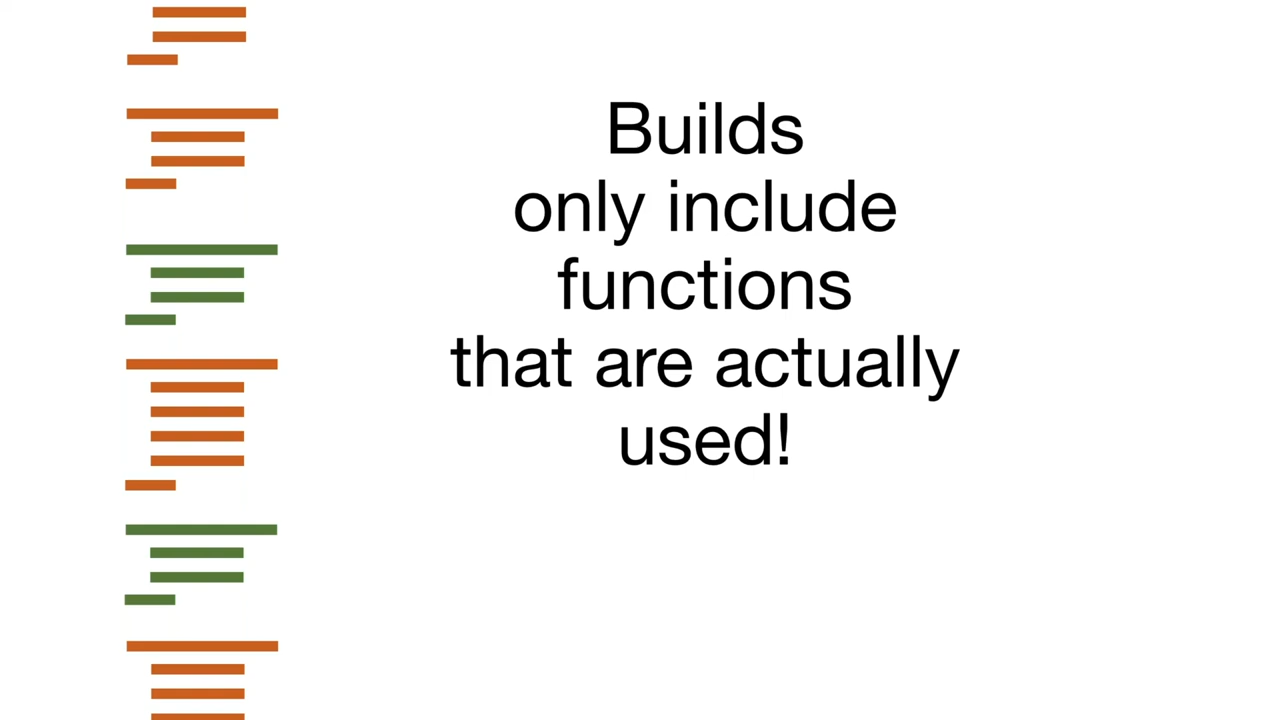 Builds
only include
functions
that are actually
used!